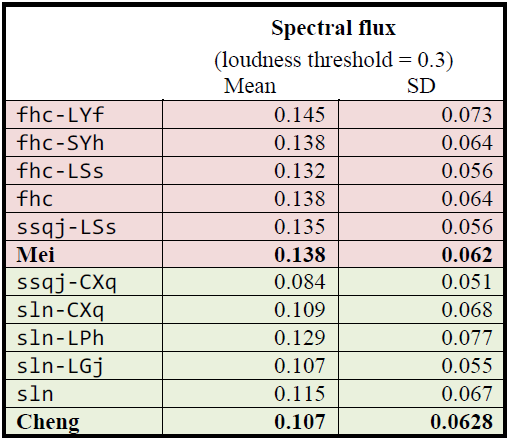 Spectral flux
(loudness threshold = 0.3)
Mean SD
fhc-LYf 0.145 0.073
fhc-SYh 0.138 0.064
fhc-LSs 0.132 0.056
fhc 0.138 0.064
ssqj-LSs 0.135 0.056
Mei 0.138 0.062
ssqj-CXq 0.084 0.051
sln-CXq 0.109 0.068
sln-LPh 0.129 0.077
sln-LGj 0.107 0.055
sln 0.115 0.067
Cheng 0.107 0.0628